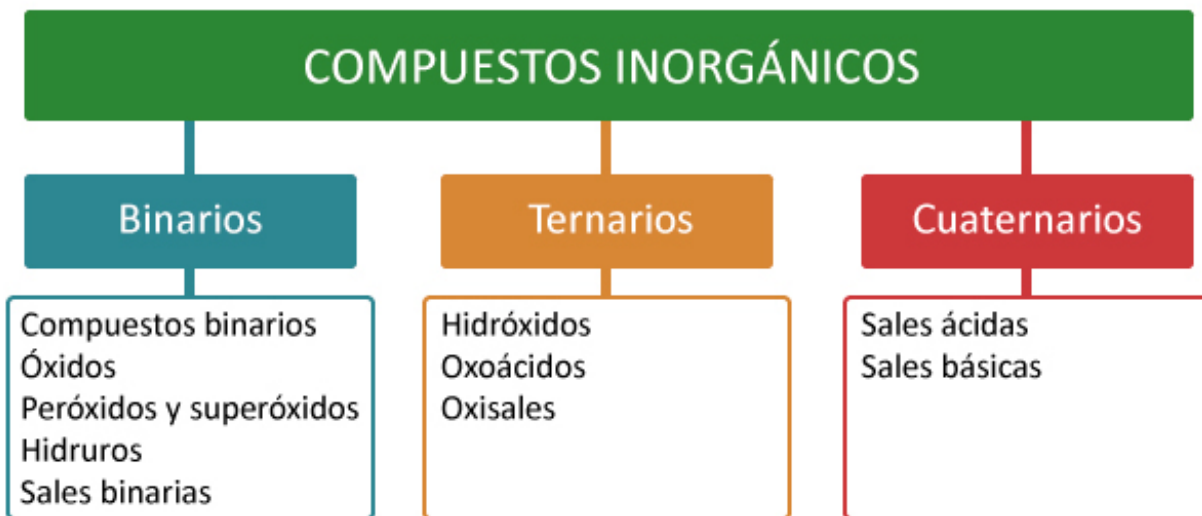 COMPUESTOS INORGÁNICOS
Binarios
Compuestos binarios
Óxidos
Peróxidos y superóxidos
Hidruros
Sales binarias
Ternarios
Hidróxidos
Oxoácidos
Oxisales
Cuaternarios
Sales ácidas
Sales básicas